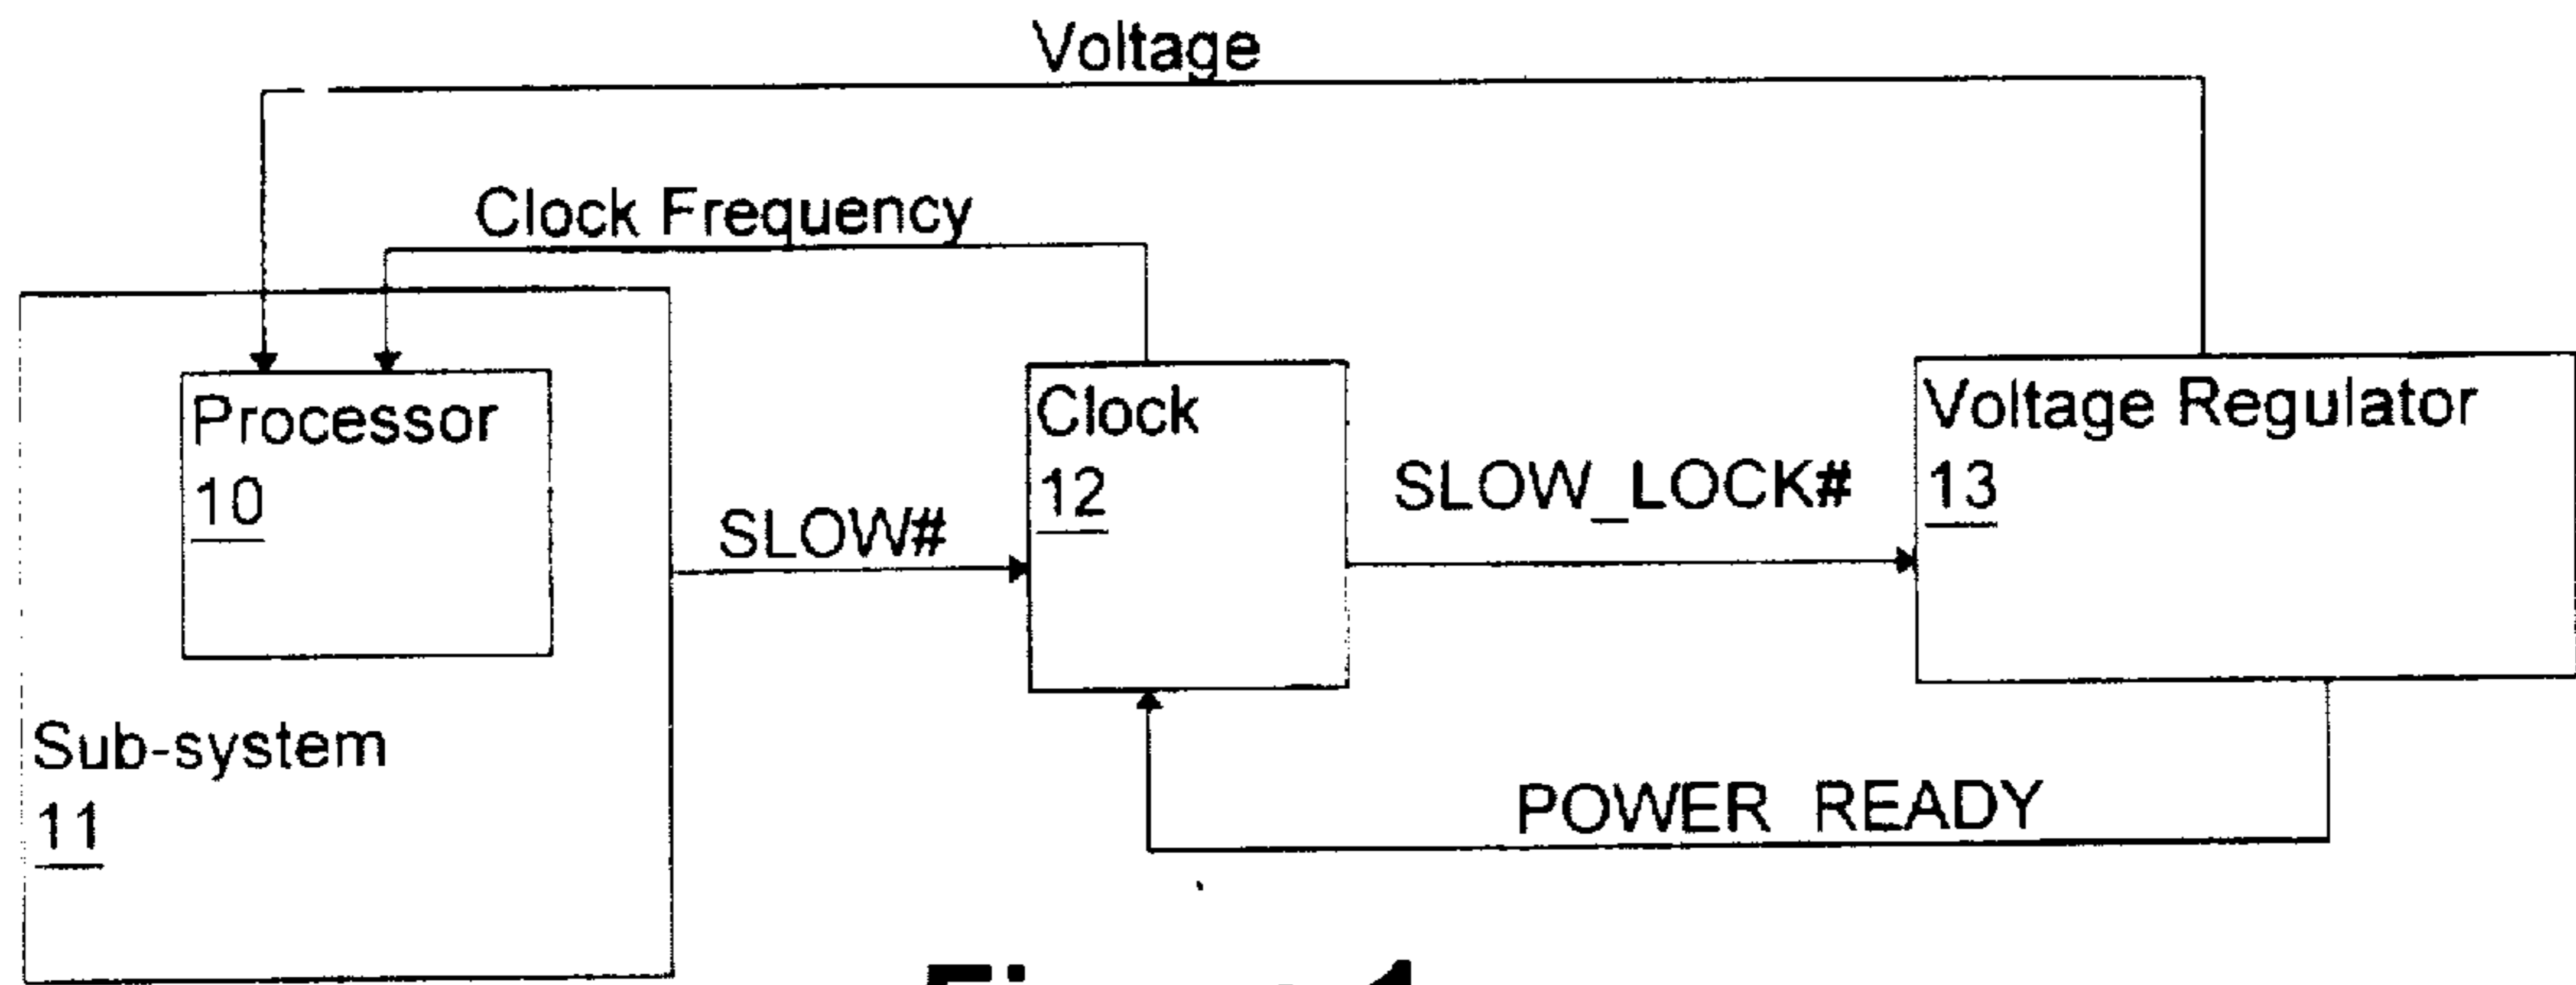 Voltage
Clock Frequency
Processor
10
Clock
12
Voltage Regulator
13
SLOW#
SLOW_LOCK#
Sub-system
11
POWER READY